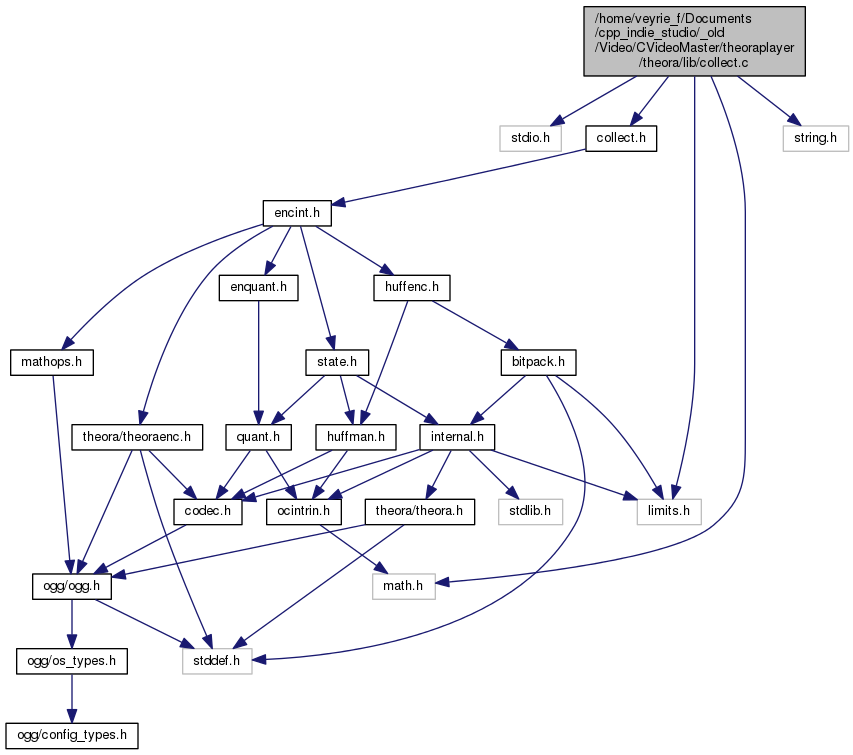 /home/veyrie_f/Documents
/cpp_indie_studio/_old
/Video/CVideoMaster/theoraplayer
/theora/lib/collect.c
stdio.h
collect.h
string.h
encint.h
enquant.h
huffenc.h
mathops.h
state.h
bitpack.h
theora/theoraenc.h
quant.h
huffman.h
internal.h
codec.h
ocintrin.h
theora/theora.h
stdlib.h
limits.h
ogg/ogg.h
math.h
ogg/os_types.h
stddef.h
ogg/config_types.h